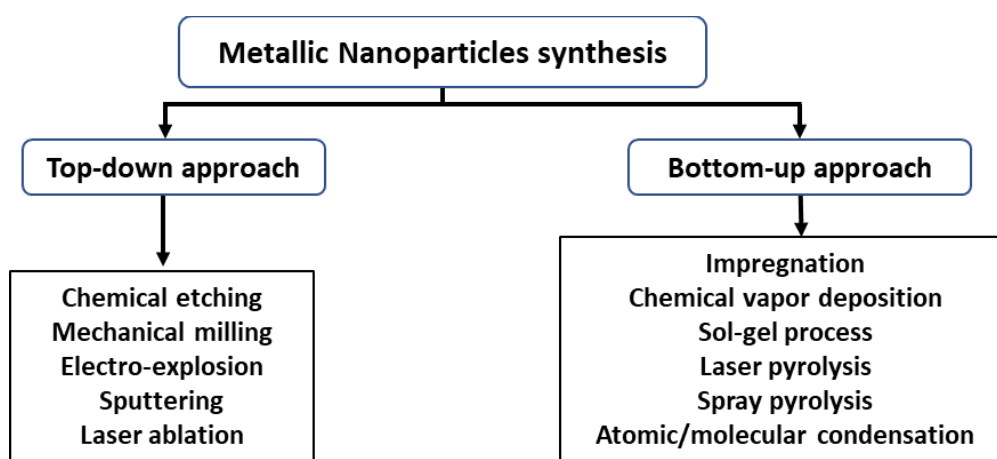 Metallic Nanoparticles synthesis
Top-down approach
Bottom-up approach
Chemical etching
Mechanical milling
Electro-explosion
Sputtering
Laser ablation
Impregnation
Chemical vapor deposition
Sol-gel process
Laser pyrolysis
Spray pyrolysis
Atomic/molecular condensation